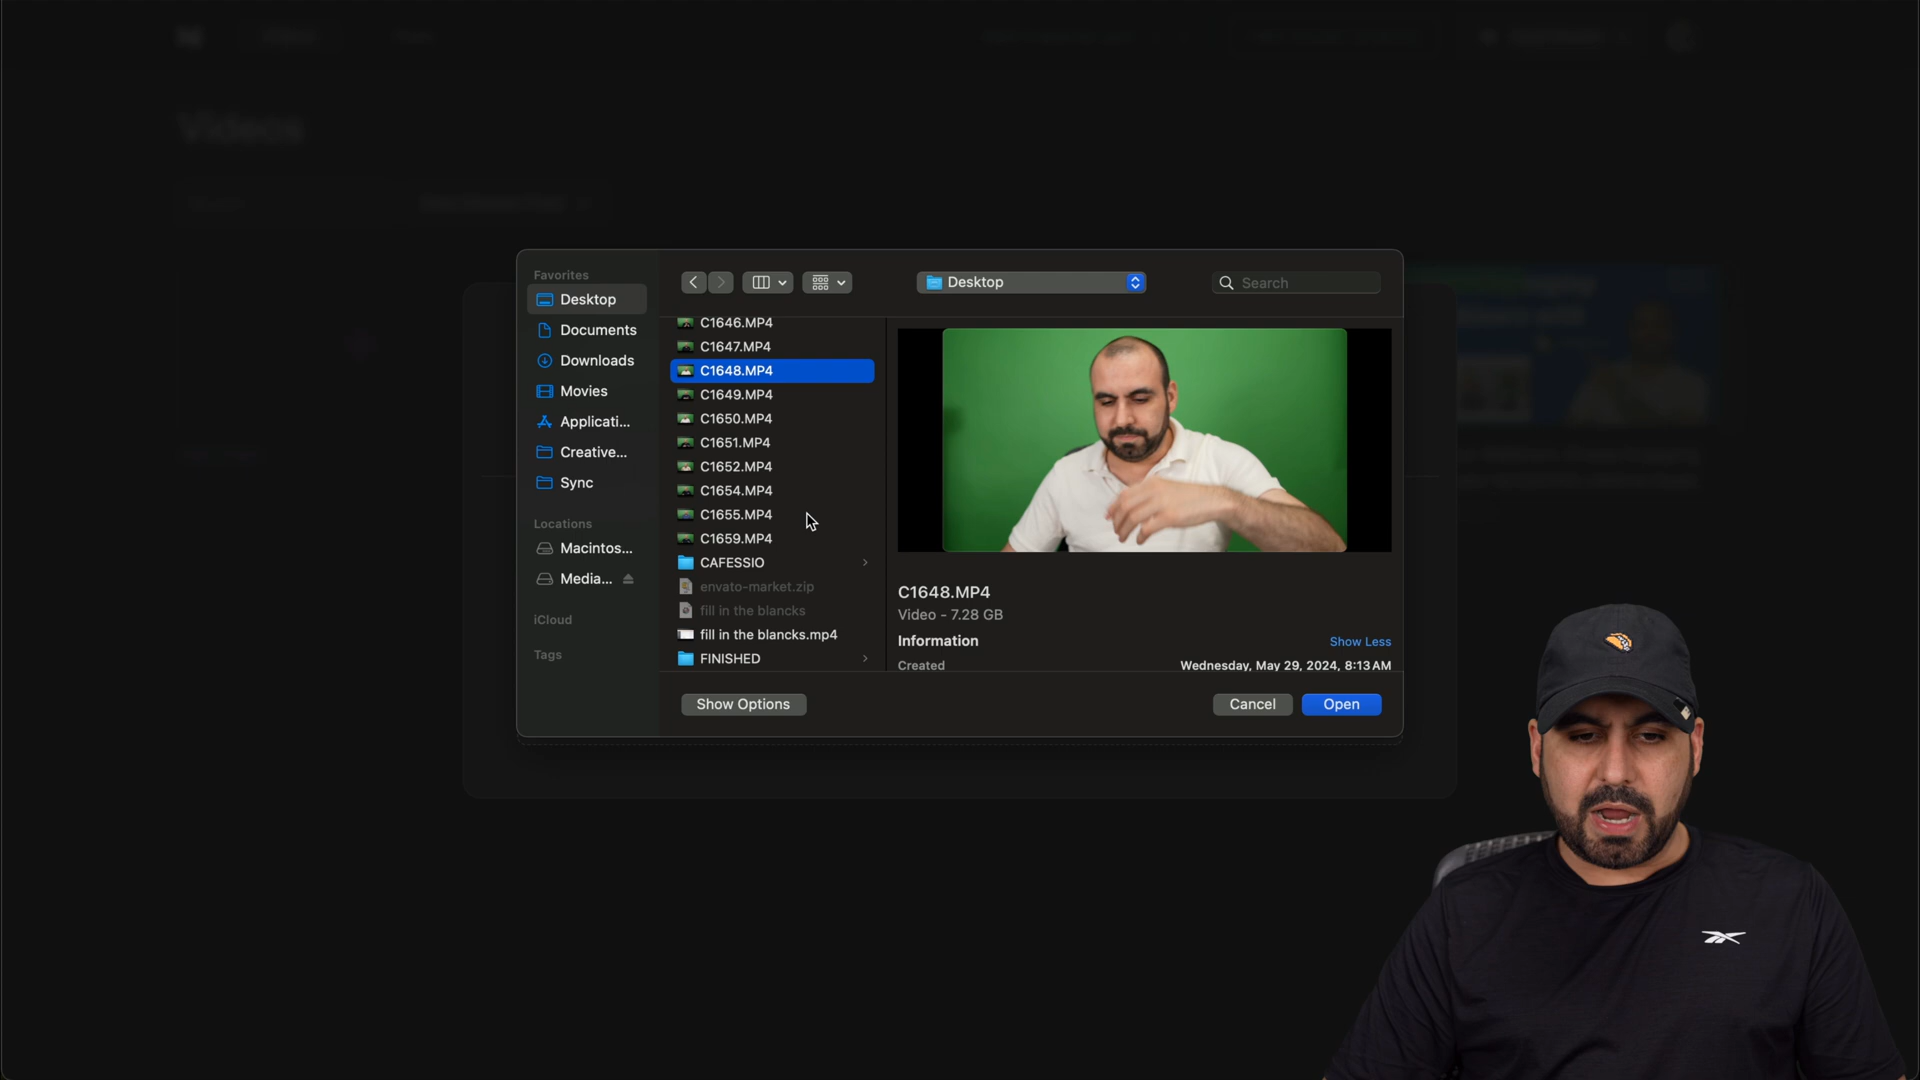 Videos
Favorites
Desktop
Documents
Downloads
Movies
Applicati...
Creative...
Sync
Locations
Macintos...
Media...
iCloud
Tags
Desktop
Search
C1646.MP4
C1647.MP4
C1648.MP4
C1649.MP4
C1650.MP4
C1651.MP4
C1652.MP4
C1654.MP4
C1655.MP4
C1659.MP4
CAFESSIO
envato-market.zip
fill in the blancks
fill in the blancks.mp4
FINISHED
C1648.MP4
Video - 7.28 GB
Information
Show Less
Created
Wednesday, May 29, 2024, 8:13 AM
Show Options
Cancel
Open